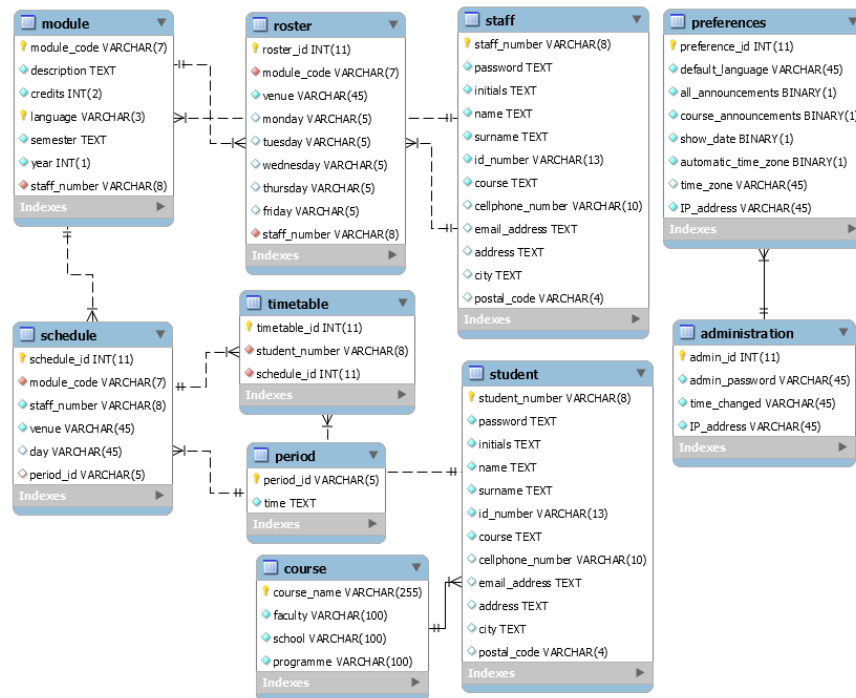 module
module_code VARCHAR(7)
description TEXT
credits INT(2)
language VARCHAR(3)
semester TEXT
year INT(1)
staff_number VARCHAR(8)
Indexes
roster
roster_id INT(11)
module_code VARCHAR(7)
venue VARCHAR(45)
monday VARCHAR(5)
tuesday VARCHAR(5)
wednesday VARCHAR(5)
thursday VARCHAR(5)
friday VARCHAR(5)
staff_number VARCHAR(8)
Indexes
staff
staff_number VARCHAR(8)
password TEXT
initials TEXT
name TEXT
surname TEXT
id_number VARCHAR(13)
course TEXT
cellphone_number VARCHAR(10)
email_address TEXT
address TEXT
city TEXT
postal_code VARCHAR(4)
Indexes
preferences
preference_id INT(11)
default_language VARCHAR(45)
all_announcements BINARY(1)
course_announcements BINARY(1)
show_date BINARY(1)
automatic_time_zone BINARY(1)
time_zone VARCHAR(45)
IP_address VARCHAR(45)
Indexes
schedule
schedule_id INT(11)
module_code VARCHAR(7)
staff_number VARCHAR(8)
venue VARCHAR(45)
day VARCHAR(45)
period_id VARCHAR(5)
Indexes
timetable
timetable_id INT(11)
student_number VARCHAR(8)
schedule_id INT(11)
Indexes
period
period_id VARCHAR(5)
time TEXT
Indexes
course
course_name VARCHAR(255)
faculty VARCHAR(100)
school VARCHAR(100)
programme VARCHAR(100)
Indexes
student
student_number VARCHAR(8)
password TEXT
initials TEXT
name TEXT
surname TEXT
id_number VARCHAR(13)
course TEXT
cellphone_number VARCHAR(10)
email_address TEXT
address TEXT
city TEXT
postal_code VARCHAR(4)
Indexes
administration
admin_id INT(11)
admin_password VARCHAR(45)
time_changed VARCHAR(45)
IP_address VARCHAR(45)
Indexes